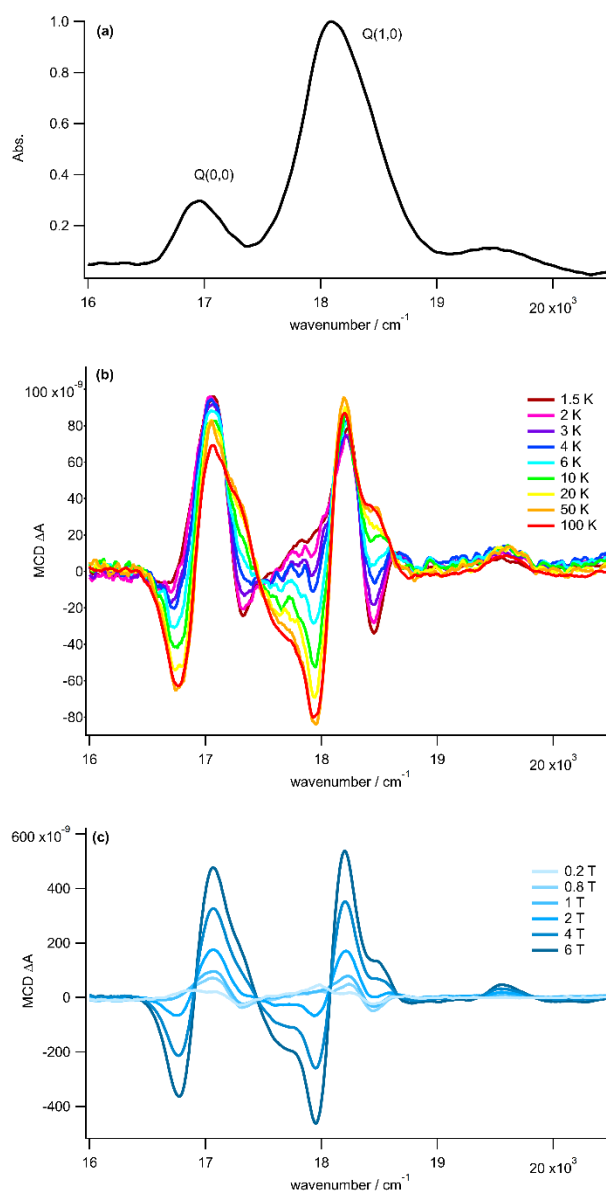 (a)
Q(1,0)
Q(0,0)
Abs.
1.0
0.8
0.6
0.4
0.2
16
17
18
19
20 x10³
wavenumber / cm⁻¹
(b)
100 x10⁻⁹
80
60
40
20
0
-20
-40
-60
-80
MCD ΔA
1.5 K
2 K
3 K
4 K
6 K
10 K
20 K
50 K
100 K
16
17
18
19
20 x10³
wavenumber / cm⁻¹
(c)
600 x10⁻⁹
400
200
0
-200
-400
MCD ΔA
0.2 T
0.8 T
1 T
2 T
4 T
6 T
16
17
18
19
20 x10³
wavenumber / cm⁻¹